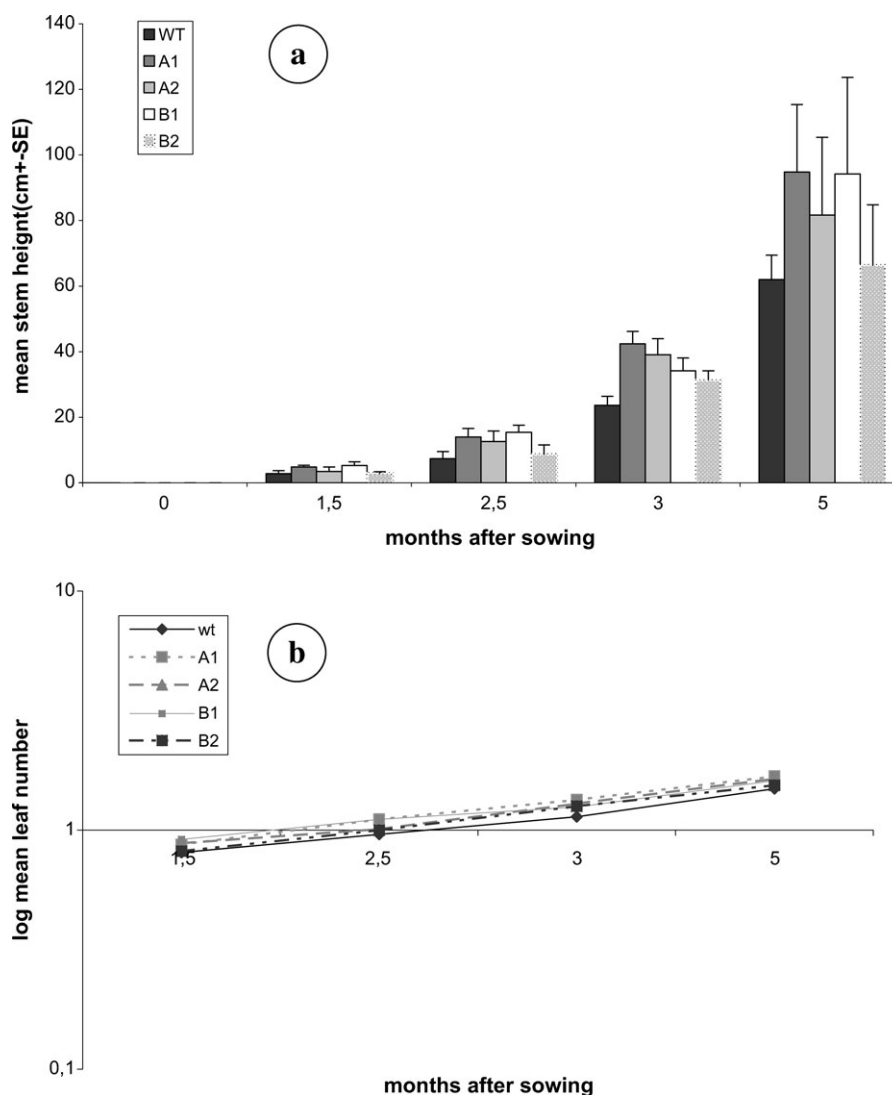 140
120
100
80
60
40
20
0
mean stem heignt(cm+-SE)
WT
A1
A2
B1
B2
a
0 1,5 2,5 3 5
months after sowing
10
1
0,1
log mean leaf number
wt
A1
A2
B1
B2
b
1,5 2,5 3 5
months after sowing